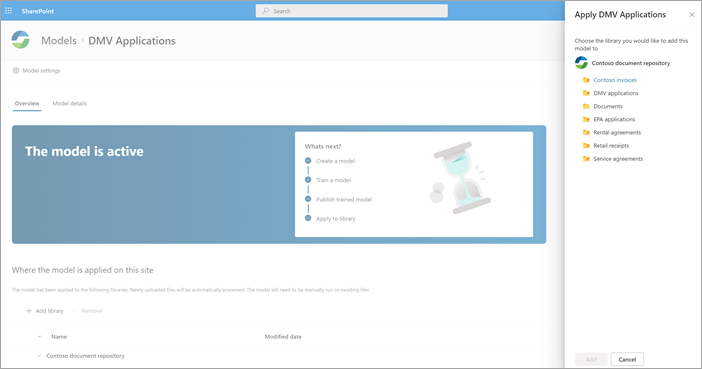 SharePoint
Search
Models > DMV Applications
Model settings
Overview
Model details
The model is active
Whats next?
Create a model
Train a model
Publish trained model
Apply to library
Where the model is applied on this site
The model has been applied to the following libraries. Newly uploaded files will be automatically processed. The model will need to be manually run on existing files
Add library
Remove
Name
Modified date
Contoso document repository
Apply DMV Applications
Choose the library you would like to add this
model to
Contoso document repository
Contoso invoices
DMV applications
Documents
EPA applications
Rental agreements
Retail receipts
Service agreements
Add
Cancel